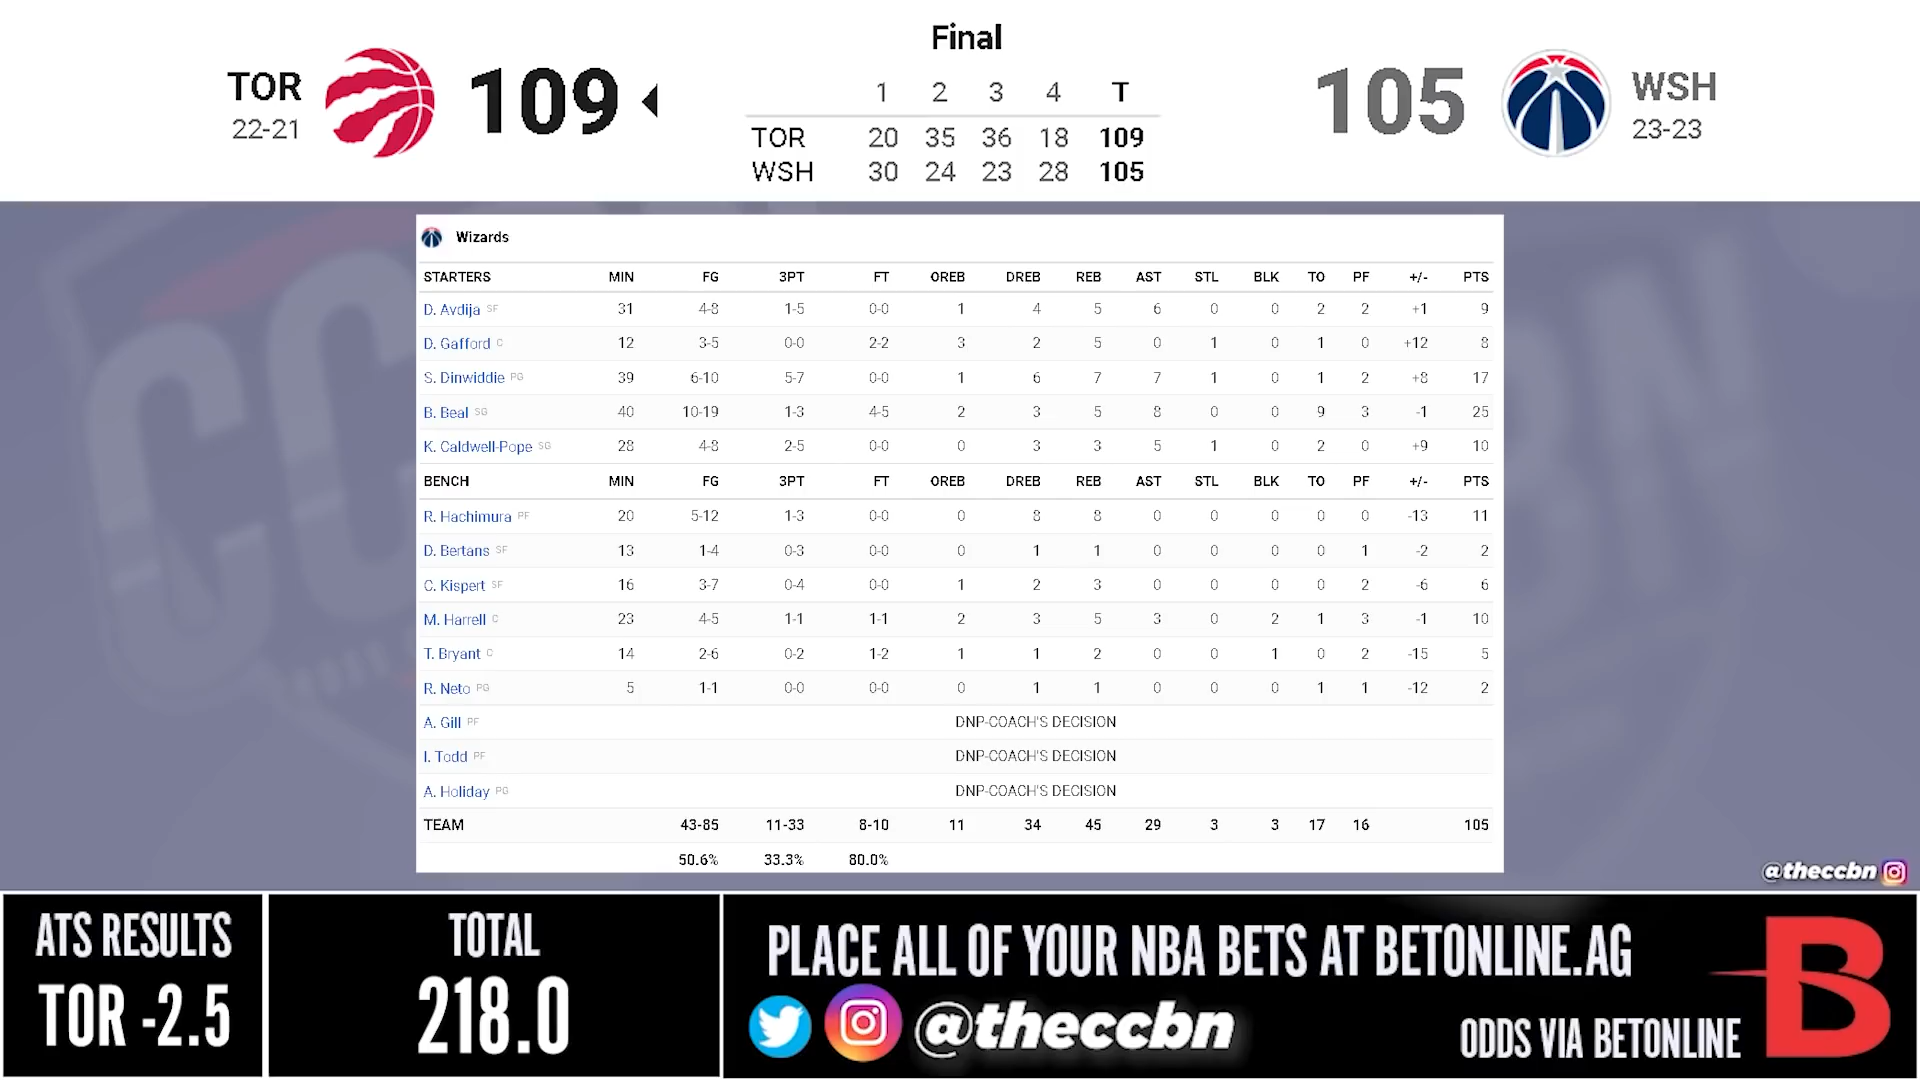 Final
TOR
22-21
109
1 2 3 4 T
TOR 20 35 36 18 109
WSH 30 24 23 28 105
105
WSH
23-23
Wizards
STARTERS MIN FG 3PT FT OREB DREB REB AST STL BLK TO PF +/- PTS
D. Avdija SF 31 4-8 1-5 0-0 1 4 5 6 0 0 2 2 +1 9
D. Gafford C 12 3-5 0-0 2-2 3 2 5 0 1 0 1 0 +12 8
S. Dinwiddie PG 39 6-10 5-7 0-0 1 6 7 7 1 0 1 2 +8 17
B. Beal SG 40 10-19 1-3 4-5 2 3 5 8 0 0 9 3 -1 25
K. Caldwell-Pope SG 28 4-8 2-5 0-0 0 3 3 5 1 0 2 0 +9 10
BENCH MIN FG 3PT FT OREB DREB REB AST STL BLK TO PF +/- PTS
R. Hachimura PF 20 5-12 1-3 0-0 0 8 8 0 0 0 0 0 -13 11
D. Bertans SF 13 1-4 0-3 0-0 0 1 1 0 0 0 0 1 -2 2
C. Kispert SF 16 3-7 0-4 0-0 1 2 3 0 0 0 0 2 -6 6
M. Harrell C 23 4-5 1-1 1-1 2 3 5 3 0 2 1 3 -1 10
T. Bryant C 14 2-6 0-2 1-2 1 1 2 0 0 1 0 2 -15 5
R. Neto PG 5 1-1 0-0 0-0 0 1 1 0 0 0 1 1 -12 2
A. Gill PF DNP-COACH'S DECISION
I. Todd PF DNP-COACH'S DECISION
A. Holiday PG DNP-COACH'S DECISION
TEAM 43-85 11-33 8-10 11 34 45 29 3 3 17 16 105
50.6% 33.3% 80.0%
@theccbn
ATS RESULTS
TOR -2.5
TOTAL
218.0
PLACE ALL OF YOUR NBA BETS AT BETONLINE.AG
@theccbn
ODDS VIA BETONLINE
B